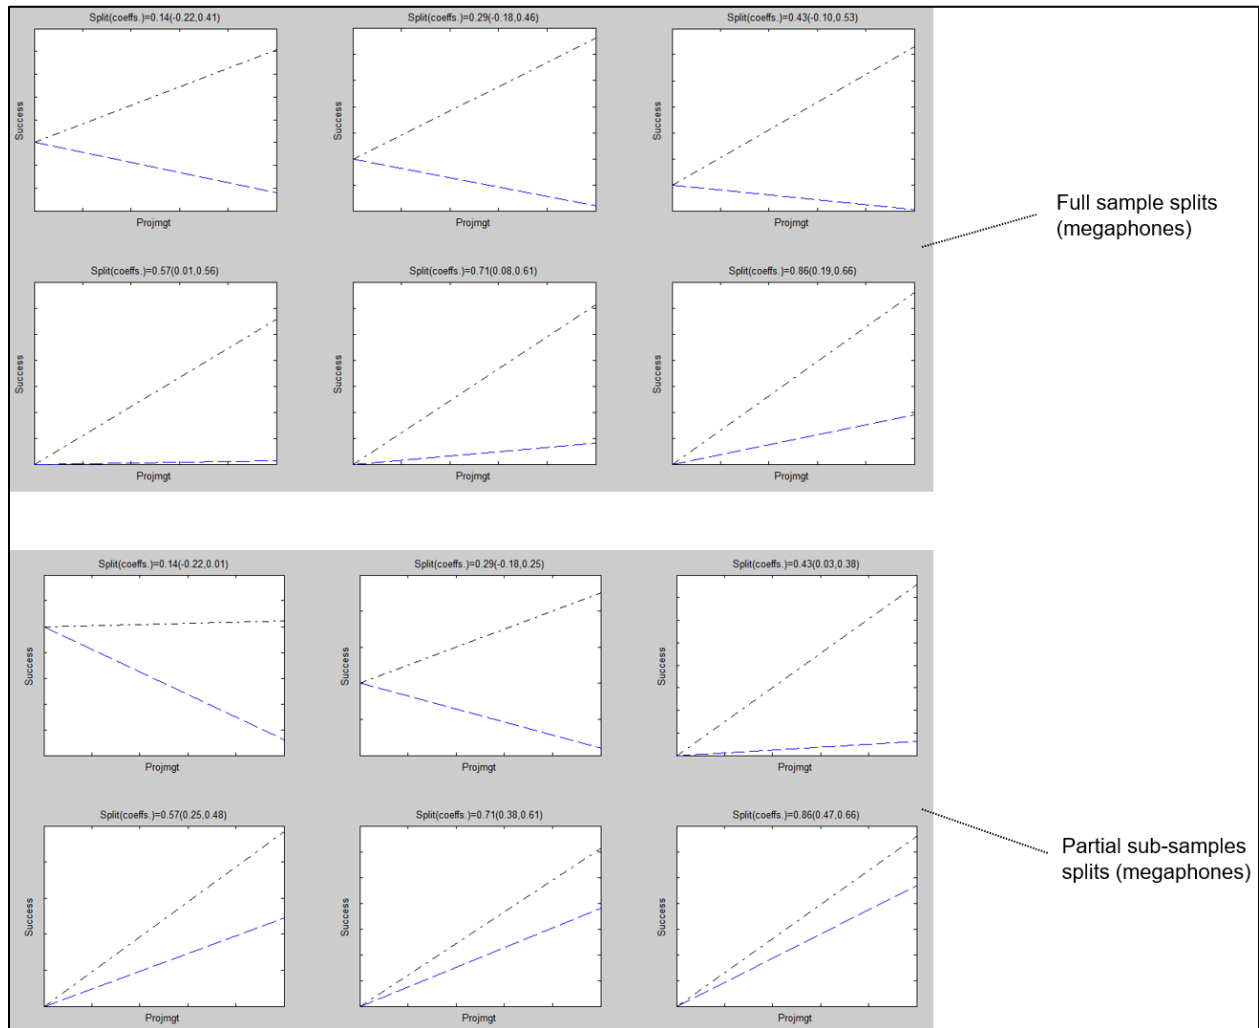 Split(coeffs.)=0.14(-0.22,0.41)
Split(coeffs.)=0.29(-0.18,0.46)
Split(coeffs.)=0.43(-0.10,0.53)
Success
Success
Success
Projmgt
Projmgt
Projmgt
Full sample splits
(megaphones)
Split(coeffs.)=0.57(0.01,0.56)
Split(coeffs.)=0.71(0.08,0.61)
Split(coeffs.)=0.86(0.19,0.66)
Success
Success
Success
Projmgt
Projmgt
Projmgt
Split(coeffs.)=0.14(-0.22,0.01)
Split(coeffs.)=0.29(-0.18,0.25)
Split(coeffs.)=0.43(0.03,0.38)
Success
Success
Success
Projmgt
Projmgt
Projmgt
Split(coeffs.)=0.57(0.25,0.48)
Split(coeffs.)=0.71(0.38,0.61)
Split(coeffs.)=0.86(0.47,0.66)
Success
Success
Success
Projmgt
Projmgt
Projmgt
Partial sub-samples
splits (megaphones)